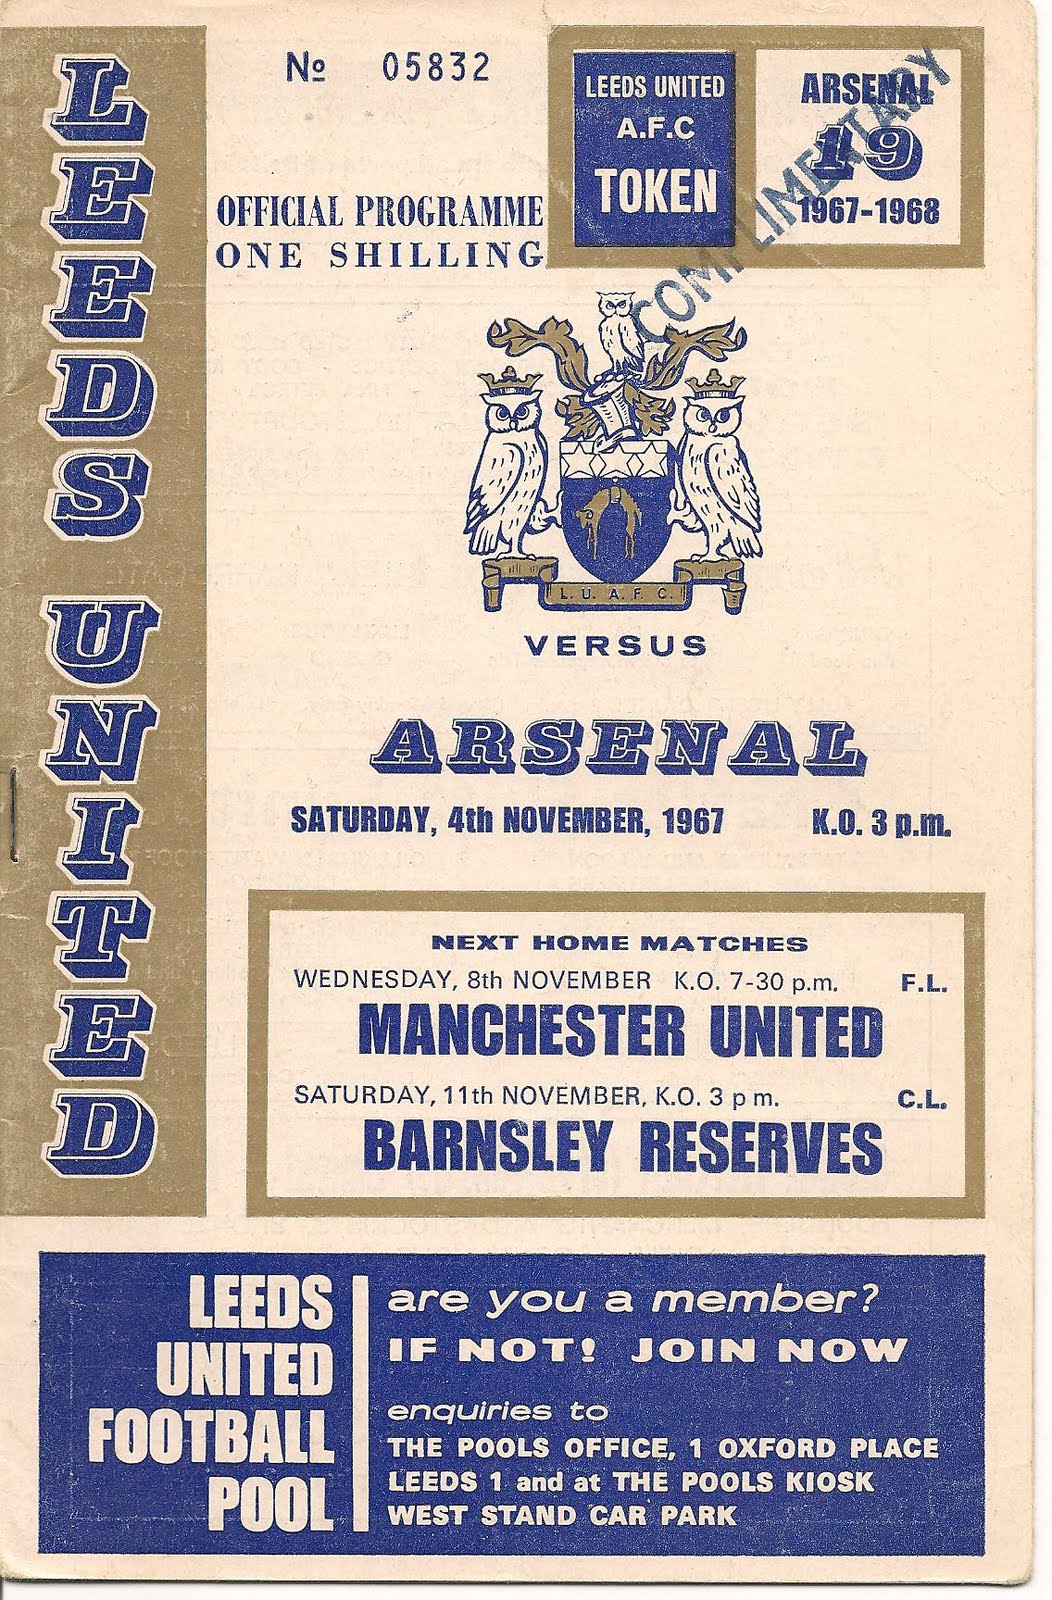 LEEDS UNITED
No 05832
OFFICIAL PROGRAMME
ONE SHILLING
LEEDS UNITED
A.F.C
TOKEN
ARSENAL
19
1967-1968
COMPLIMENTARY
L. U. A. F. C.
VERSUS
ARSENAL
SATURDAY, 4th NOVEMBER, 1967 K.O. 3 p.m.
NEXT HOME MATCHES
WEDNESDAY, 8th NOVEMBER K.O. 7-30 p.m. F.L.
MANCHESTER UNITED
SATURDAY, 11th NOVEMBER, K.O. 3 p m. C.L.
BARNSLEY RESERVES
LEEDS
UNITED
FOOTBALL
POOL
are you a member?
IF NOT! JOIN NOW
enquiries to
THE POOLS OFFICE, 1 OXFORD PLACE
LEEDS 1 and at THE POOLS KIOSK
WEST STAND CAR PARK